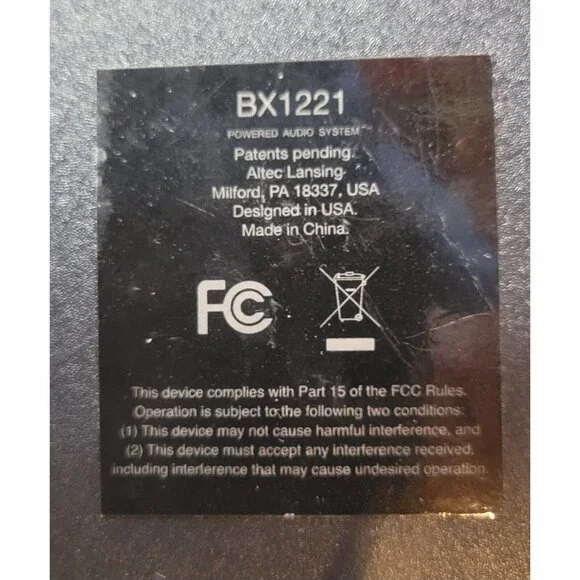 BX1221
POWERED AUDIO SYSTEM
Patents pending.
Altec Lansing
Milford, PA 18337, USA
Designed in USA.
Made in China.
FC
This device complies with Part 15 of the FCC Rules.
Operation is subject to the following two conditions:
(1) This device may not cause harmful interference, and
(2) This device must accept any interference received,
including interference that may cause undesired operation.